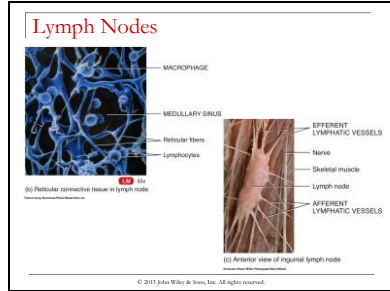 Lymph Nodes
MACROPHAGE
MEDULLARY SINUS
Reticular fibers
Lymphocytes
LM
(b) Reticular connective tissue in lymph node
EFFERENT
LYMPHATIC VESSELS
Nerve
Skeletal muscle
Lymph node
AFFERENT
LYMPHATIC VESSELS
(c) Anterior view of inguinal lymph node
© 2013 John Wiley & Sons, Inc. All rights reserved.